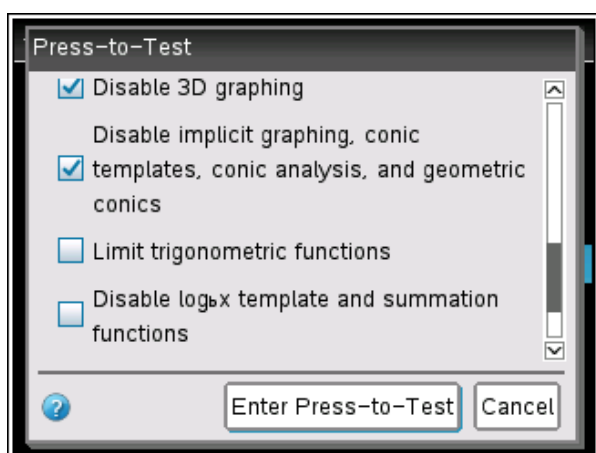 Press-to-Test
Disable 3D graphing
Disable implicit graphing, conic
templates, conic analysis, and geometric
conics
Limit trigonometric functions
Disable logьx template and summation
functions
?
Enter Press-to-Test
Cancel